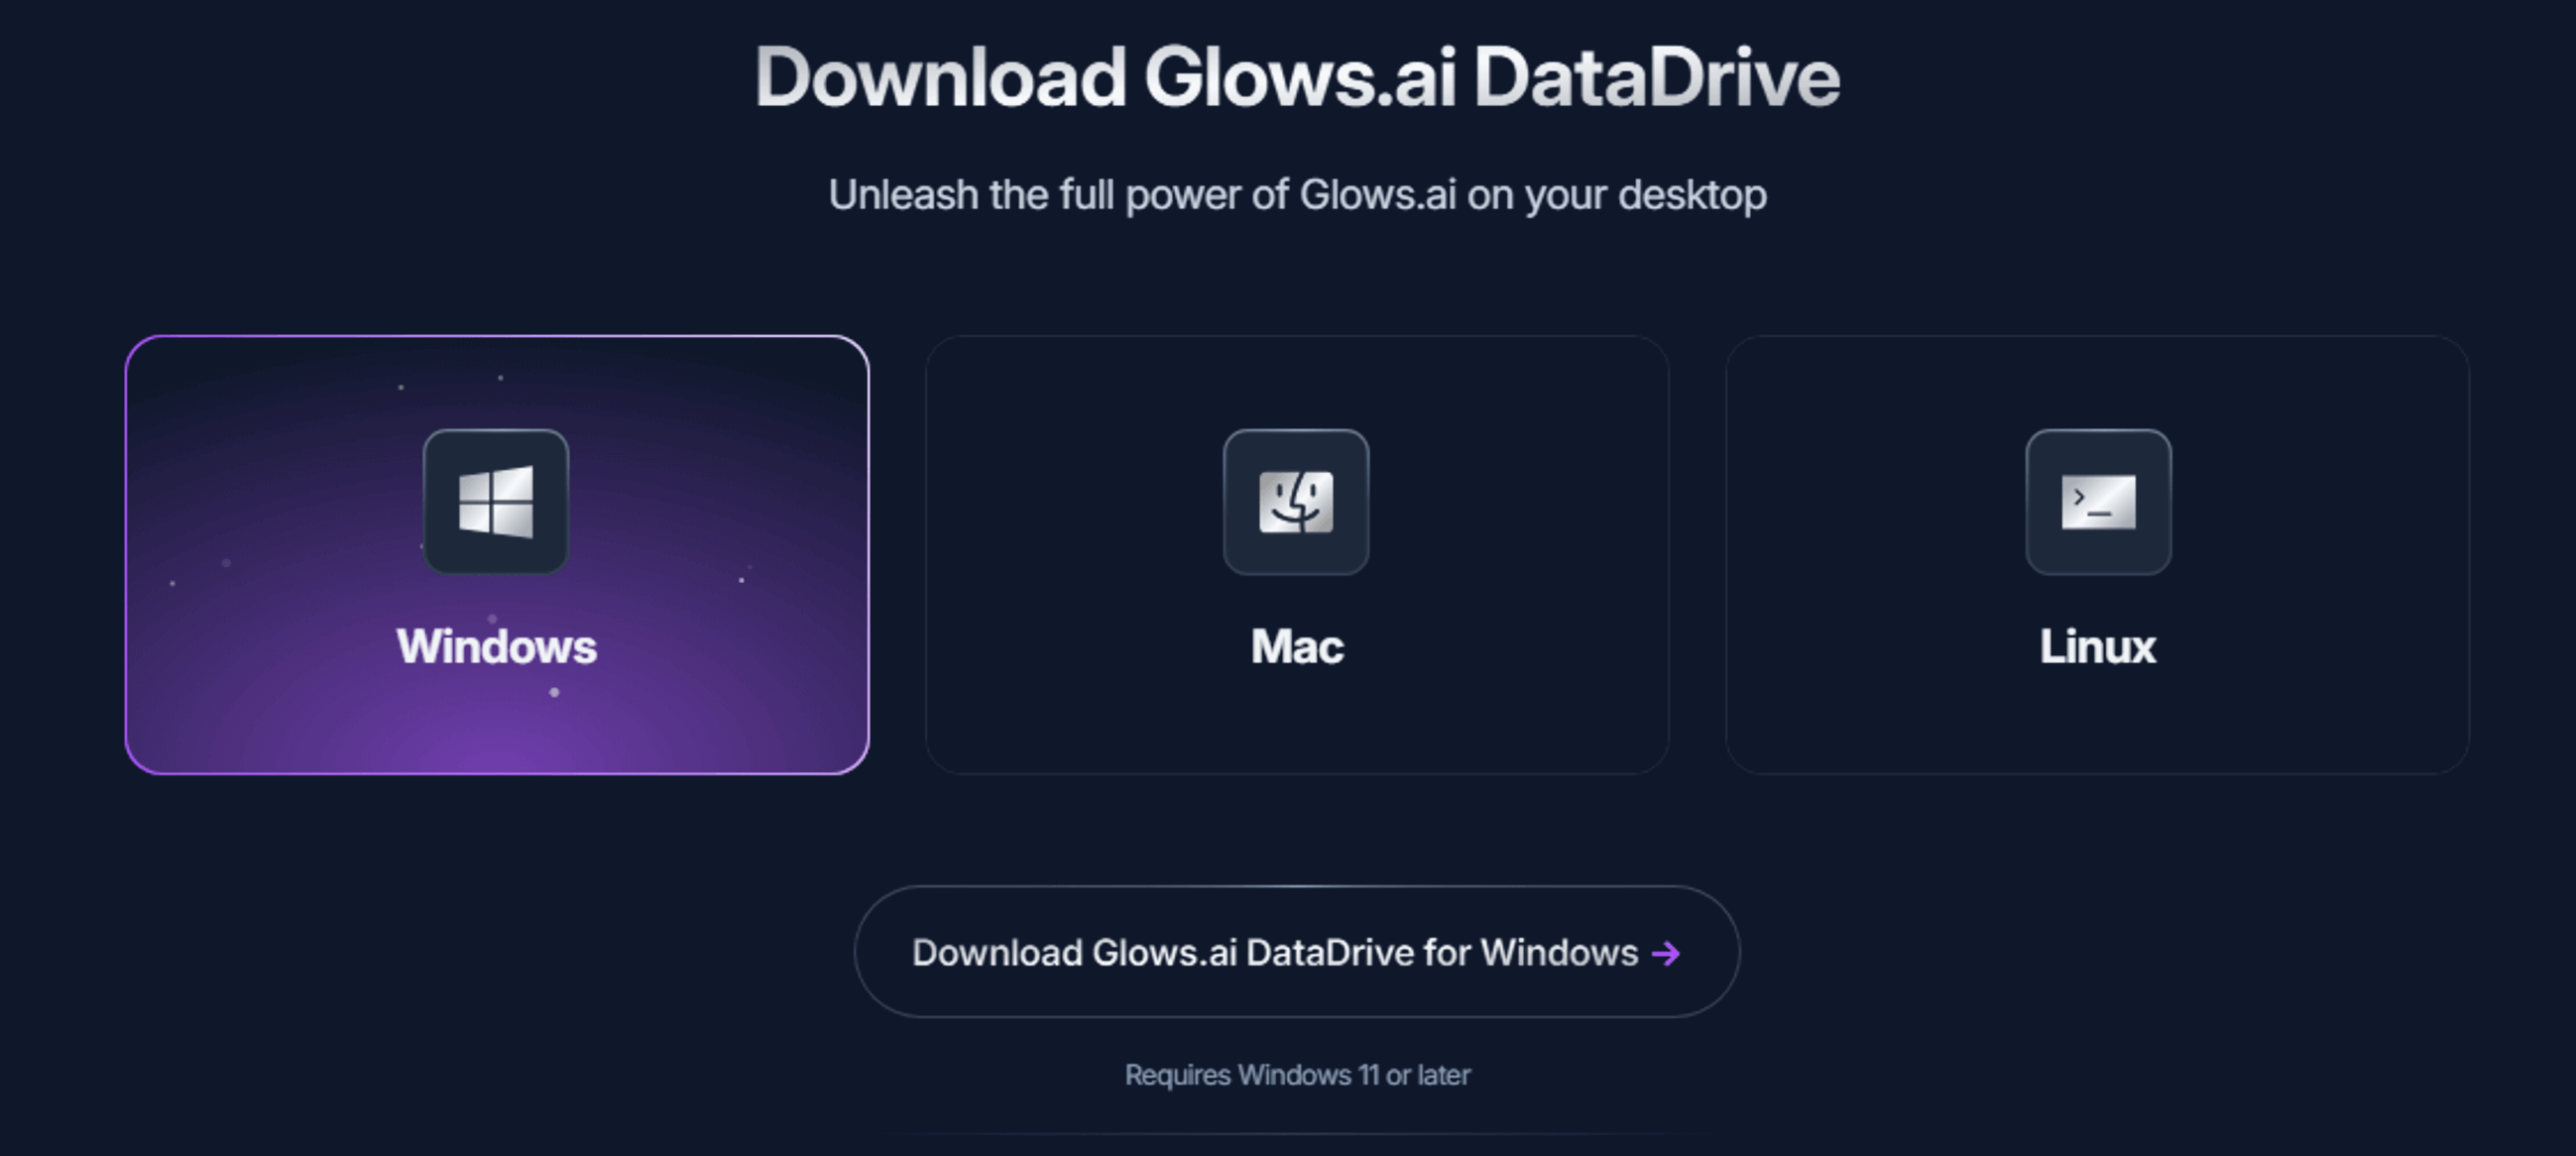 Download Glows.ai DataDrive
Unleash the full power of Glows.ai on your desktop
Windows
Mac
Linux
Download Glows.ai DataDrive for Windows →
Requires Windows 11 or later